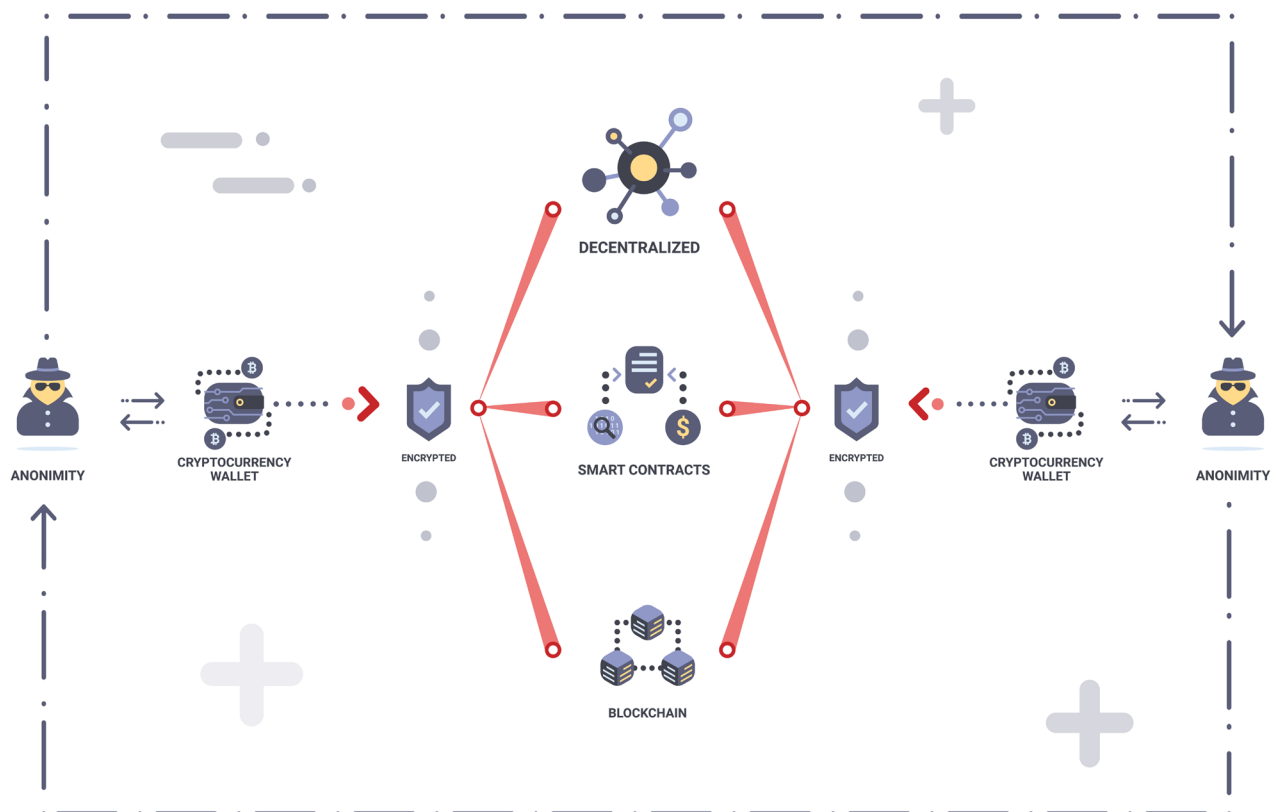 DECENTRALIZED
ANONIMITY
CRYPTOCURRENCY
WALLET
ENCRYPTED
$
SMART CONTRACTS
ENCRYPTED
CRYPTOCURRENCY
WALLET
ANONIMITY
BLOCKCHAIN